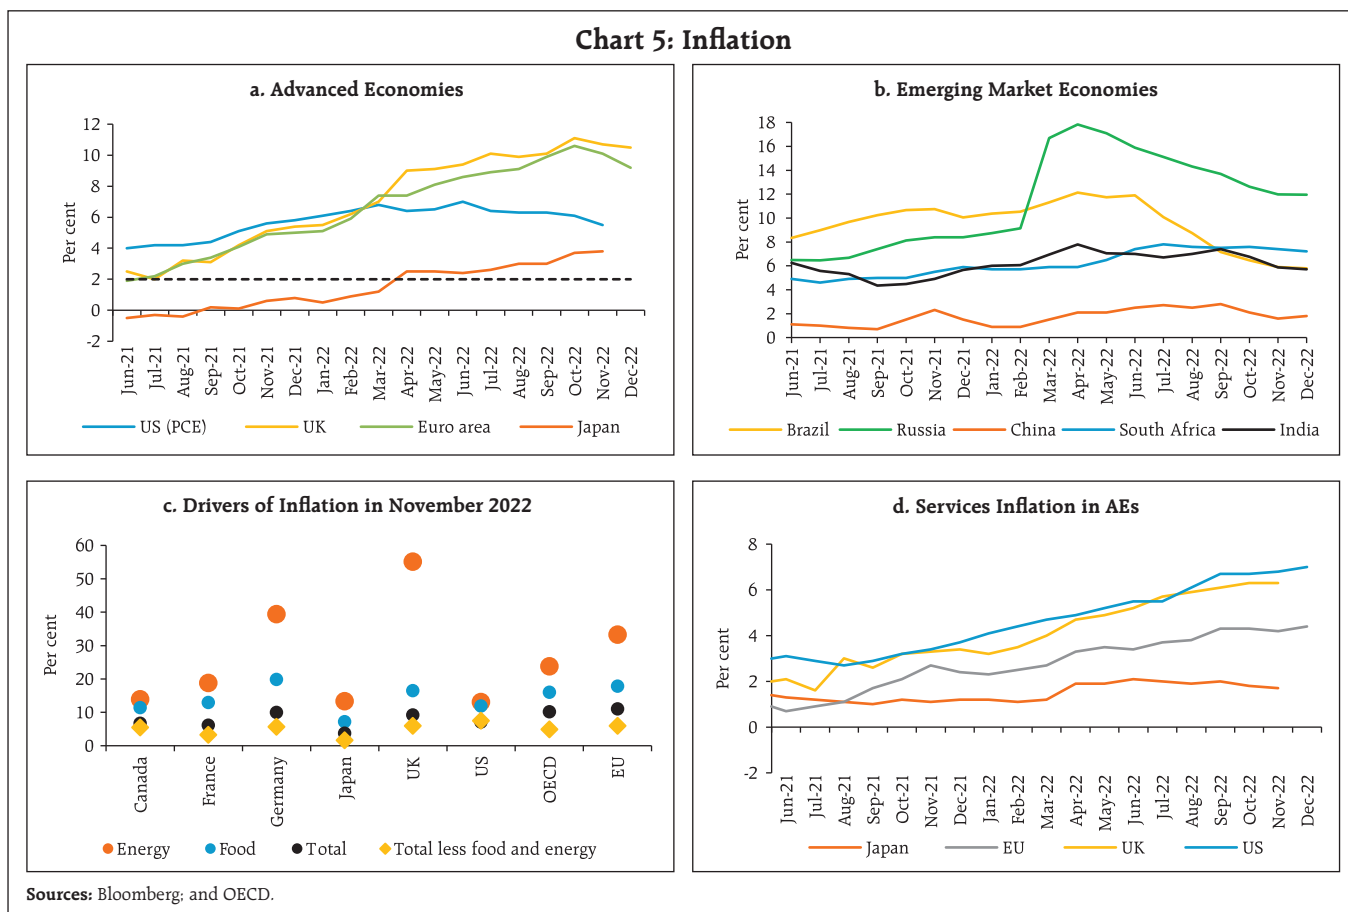 Chart 5: Inflation
a. Advanced Economies
Per cent
12
10
8
6
4
2
0
-2
Jun-21
Jul-21
Aug-21
Sep-21
Oct-21
Nov-21
Dec-21
Jan-22
Feb-22
Mar-22
Apr-22
May-22
Jun-22
Jul-22
Aug-22
Sep-22
Oct-22
Nov-22
Dec-22
US (PCE) UK Euro area Japan
b. Emerging Market Economies
Per cent
18
16
14
12
10
8
6
4
2
0
Jun-21
Jul-21
Aug-21
Sep-21
Oct-21
Nov-21
Dec-21
Jan-22
Feb-22
Mar-22
Apr-22
May-22
Jun-22
Jul-22
Aug-22
Sep-22
Oct-22
Nov-22
Dec-22
Brazil Russia China South Africa India
c. Drivers of Inflation in November 2022
Per cent
60
50
40
30
20
10
0
Canada
France
Germany
Japan
UK
US
OECD
EU
Energy Food Total Total less food and energy
d. Services Inflation in AEs
Per cent
8
6
4
2
0
-2
Jun-21
Jul-21
Aug-21
Sep-21
Oct-21
Nov-21
Dec-21
Jan-22
Feb-22
Mar-22
Apr-22
May-22
Jun-22
Jul-22
Aug-22
Sep-22
Oct-22
Nov-22
Dec-22
Japan EU UK US
Sources: Bloomberg; and OECD.